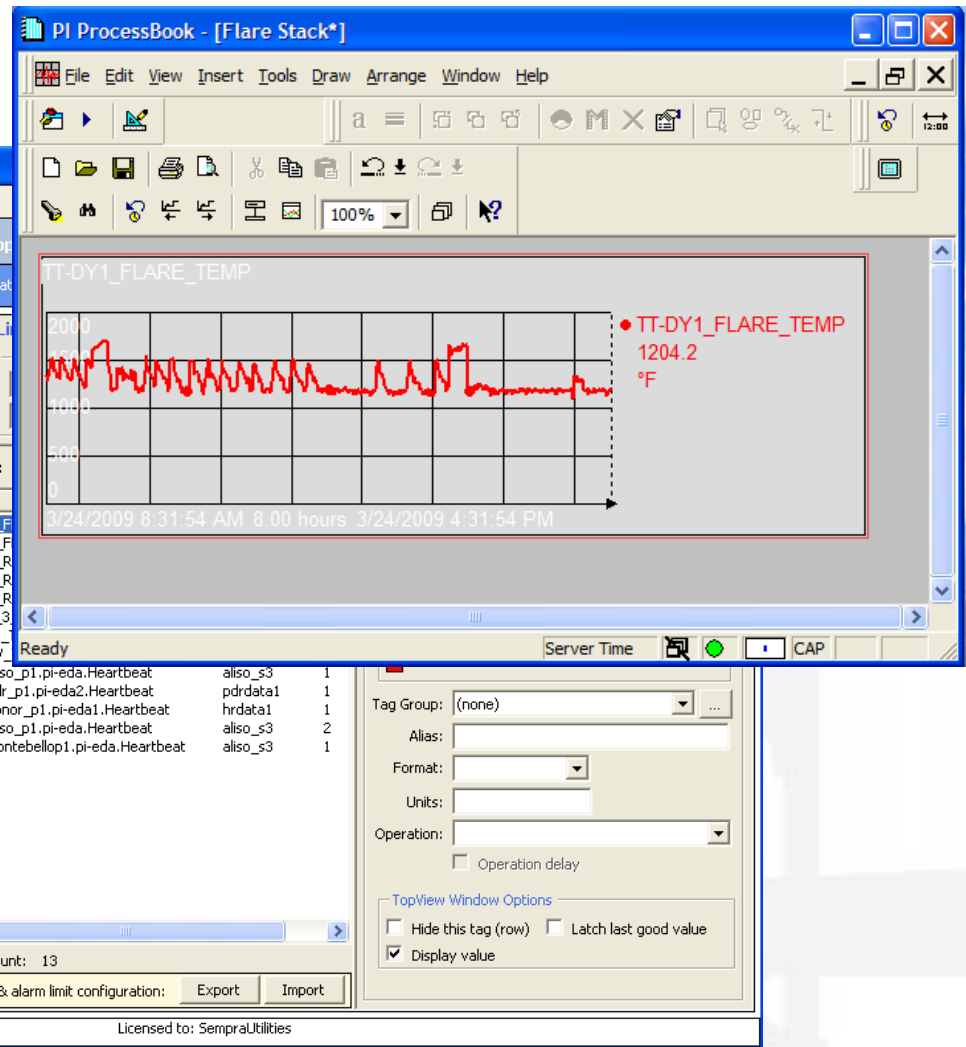 PI ProcessBook - [Flare Stack*]
File Edit View Insert Tools Draw Arrange Window Help
a
12:00
100%
TT-DY1_FLARE_TEMP
2000
1500
1000
500
0
3/24/2009 8:31:54 AM 8.00 hours 3/24/2009 4:31:54 PM
TT-DY1_FLARE_TEMP
1204.2
°F
Ready
Server Time
CAP
so_p1.pi-eda.Heartbeat aliso_s3 1
r_p1.pi-eda2.Heartbeat pdrdata1 1
nor_p1.pi-eda1.Heartbeat hrdata1 1
so_p1.pi-eda.Heartbeat aliso_s3 2
ontebellop1.pi-eda.Heartbeat aliso_s3 1
unt: 13
& alarm limit configuration: Export Import
Tag Group: (none) ...
Alias:
Format:
Units:
Operation:
Operation delay
TopView Window Options
Hide this tag (row) Latch last good value
Display value
Licensed to: SempraUtilities